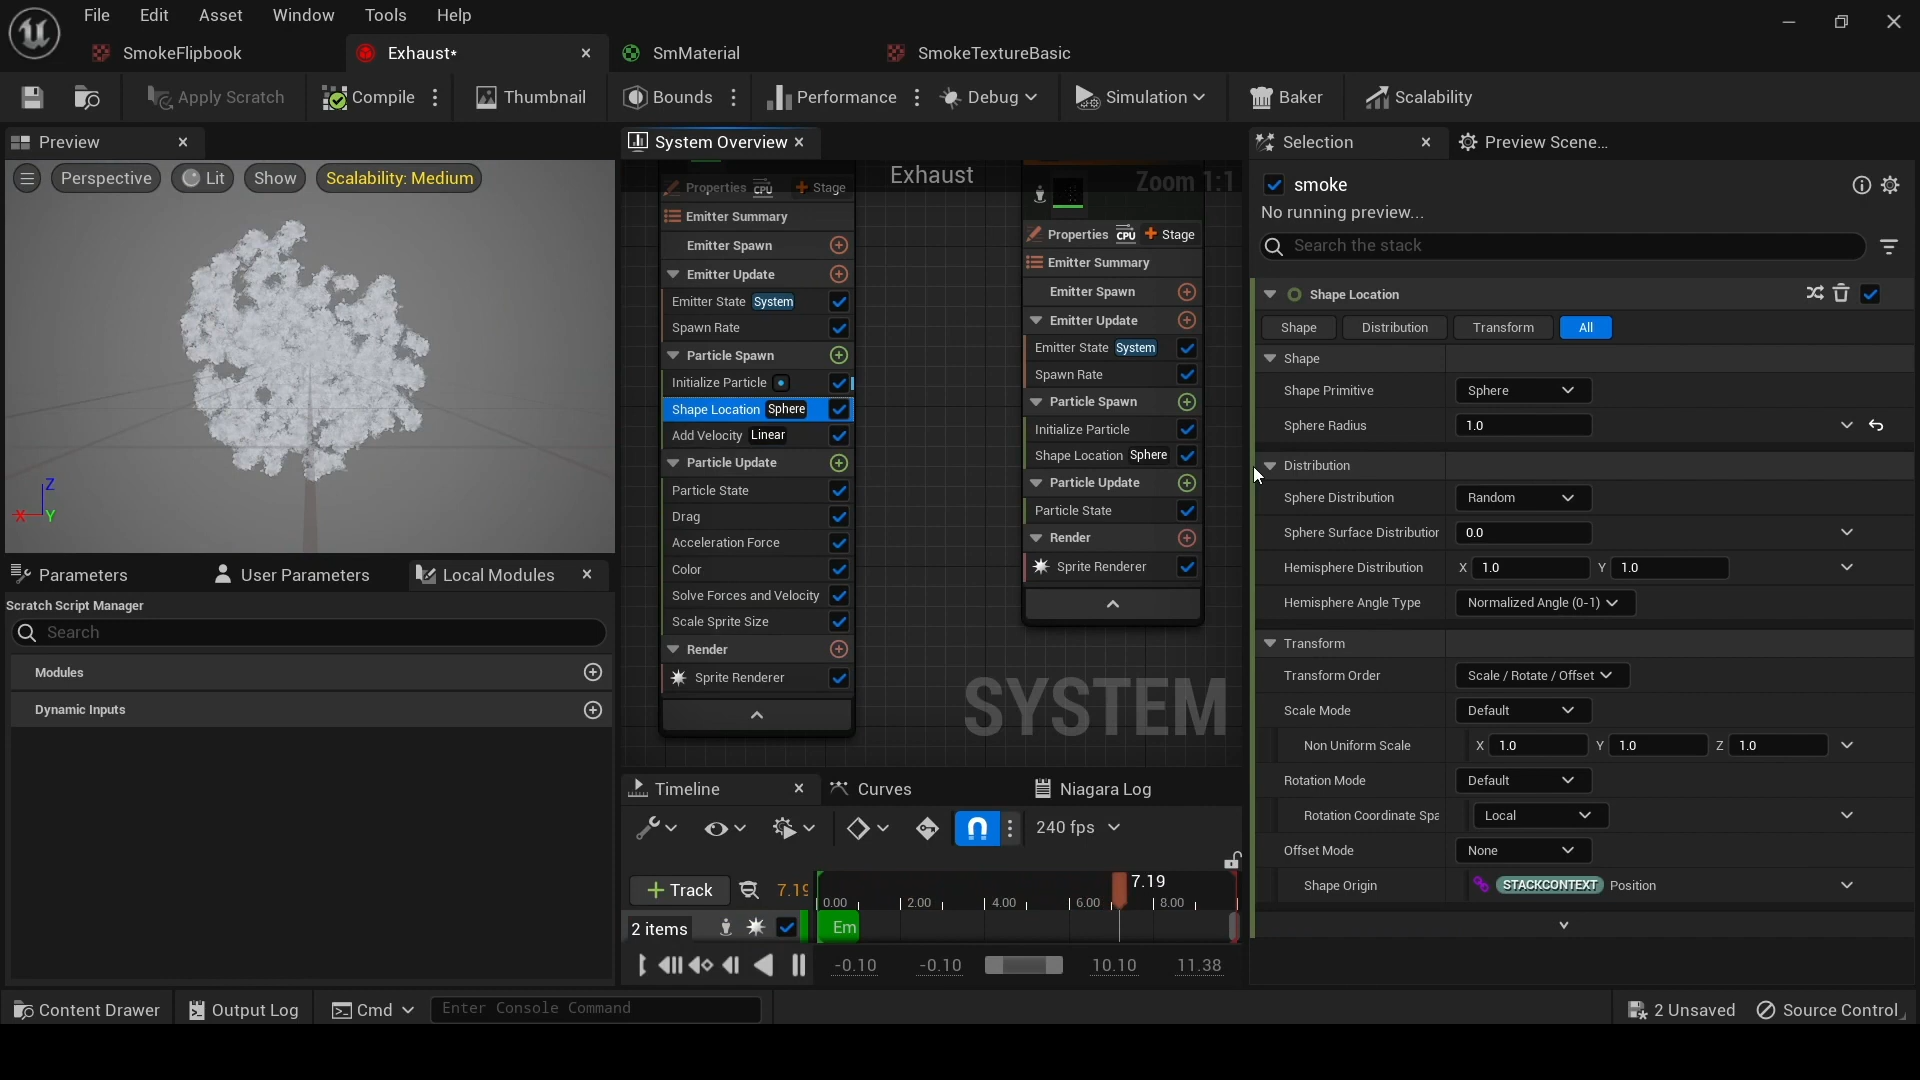 File Edit Asset Window Tools Help
SmokeFlipbook Exhaust* SmMaterial SmokeTextureBasic
Apply Scratch Compile Thumbnail Bounds Performance Debug Simulation Baker Scalability
Preview
Perspective Lit Show Scalability: Medium
Z
X Y
Parameters User Parameters Local Modules
Scratch Script Manager
Search
Modules
Dynamic Inputs
System Overview
Exhaust
Zoom 1:1
Properties CPU Stage
Emitter Summary
Emitter Spawn
Emitter Update
Emitter State System
Spawn Rate
Particle Spawn
Initialize Particle
Shape Location Sphere
Add Velocity Linear
Particle Update
Particle State
Drag
Acceleration Force
Color
Solve Forces and Velocity
Scale Sprite Size
Render
Sprite Renderer
Properties CPU Stage
Emitter Summary
Emitter Spawn
Emitter Update
Emitter State System
Spawn Rate
Particle Spawn
Initialize Particle
Shape Location Sphere
Particle Update
Particle State
Render
Sprite Renderer
SYSTEM
Timeline Curves Niagara Log
240 fps
Track 7.19 7.19
0.00 2.00 4.00 6.00 8.00
2 items Em
-0.10 -0.10 10.10 11.38
Selection Preview Scene...
smoke
No running preview...
Search the stack
Shape Location
Shape Distribution Transform All
Shape
Shape Primitive Sphere
Sphere Radius 1.0
Distribution
Sphere Distribution Random
Sphere Surface Distribution 0.0
Hemisphere Distribution X 1.0 Y 1.0
Hemisphere Angle Type Normalized Angle (0-1)
Transform
Transform Order Scale / Rotate / Offset
Scale Mode Default
Non Uniform Scale X 1.0 Y 1.0 Z 1.0
Rotation Mode Default
Rotation Coordinate Spa Local
Offset Mode None
Shape Origin STACKCONTEXT Position
Content Drawer Output Log Cmd Enter Console Command 2 Unsaved Source Control